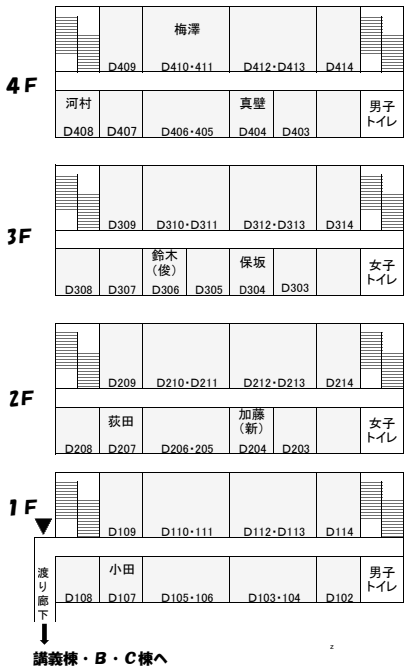 梅澤
D409 D410・411 D412・D413 D414
4F
河村 真壁 男子
トイレ
D408 D407 D406・405 D404 D403
D309 D310・D311 D312・D313 D314
3F
鈴木
(俊) 保坂 女子
トイレ
D308 D307 D306 D305 D304 D303
D209 D210・D211 D212・D213 D214
2F
荻田 加藤
(新) 女子
トイレ
D208 D207 D206・205 D204 D203
1F
D109 D110・111 D112・D113 D114
渡り廊下
小田 男子
トイレ
D108 D107 D105・106 D103・104 D102
講義棟・B・C棟へ
z